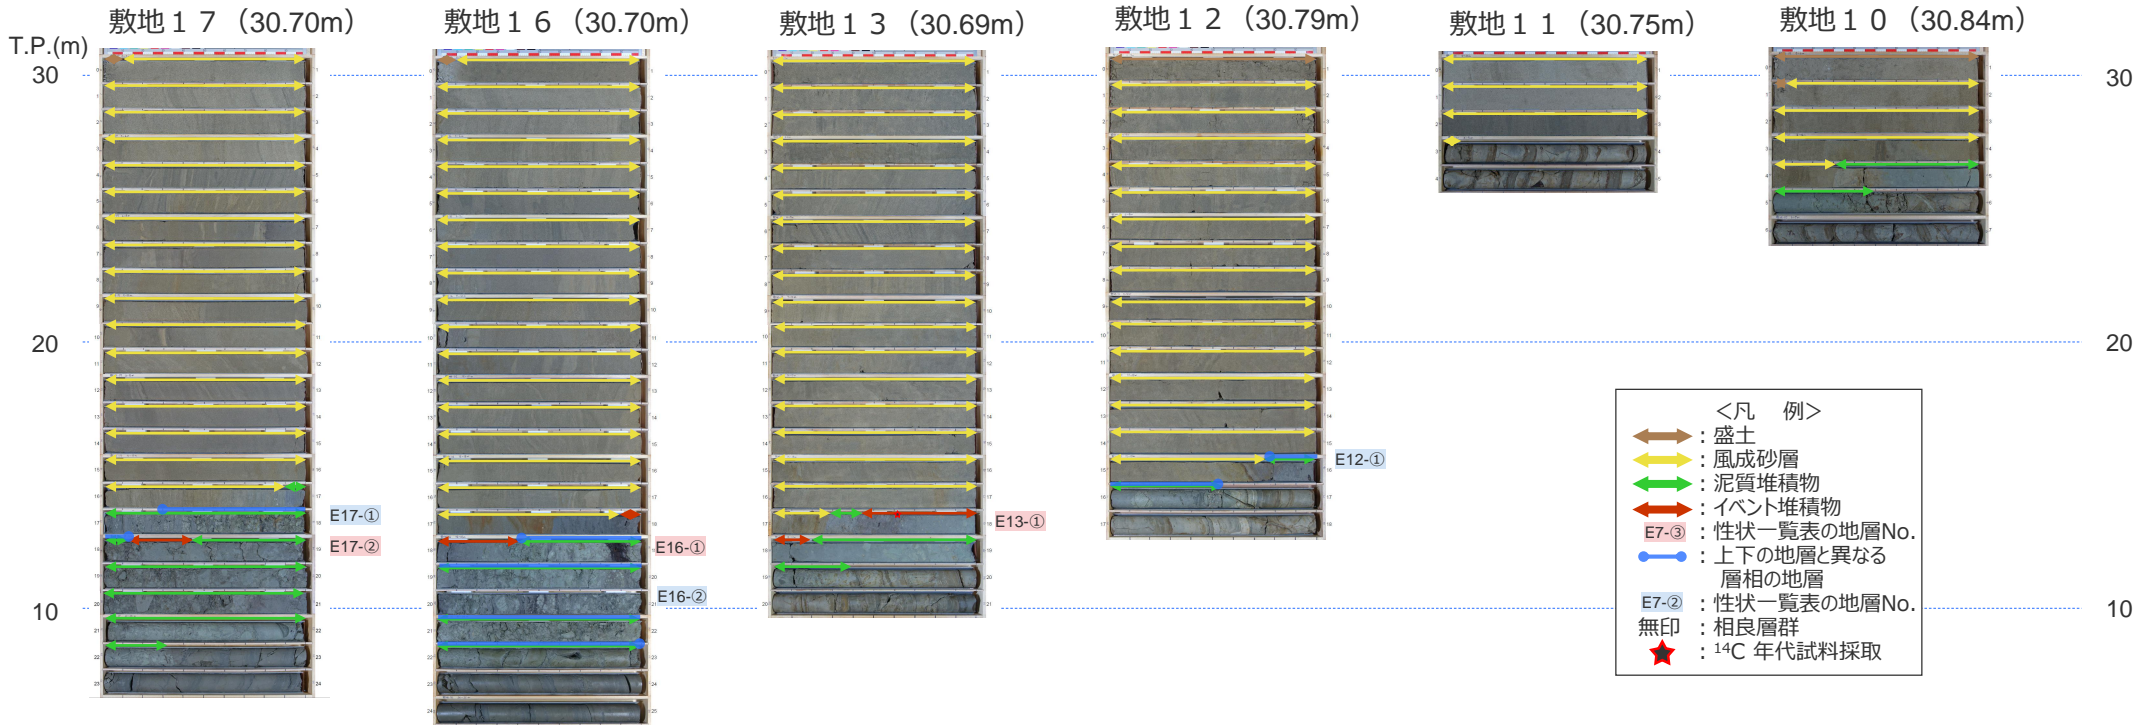 敷地１７（30.70m）
敷地１６（30.70m）
敷地１３（30.69m）
敷地１２（30.79m）
敷地１１（30.75m）
敷地１０（30.84m）
T.P.(m)
30
30
20
20
10
10
E17-①
E17-②
E16-①
E16-②
E13-①
E12-①
＜凡　例＞
：盛土
：風成砂層
：泥質堆積物
：イベント堆積物
E7-③：性状一覧表の地層No.
：上下の地層と異なる
層相の地層
E7-②：性状一覧表の地層No.
無印：相良層群
：14C 年代試料採取